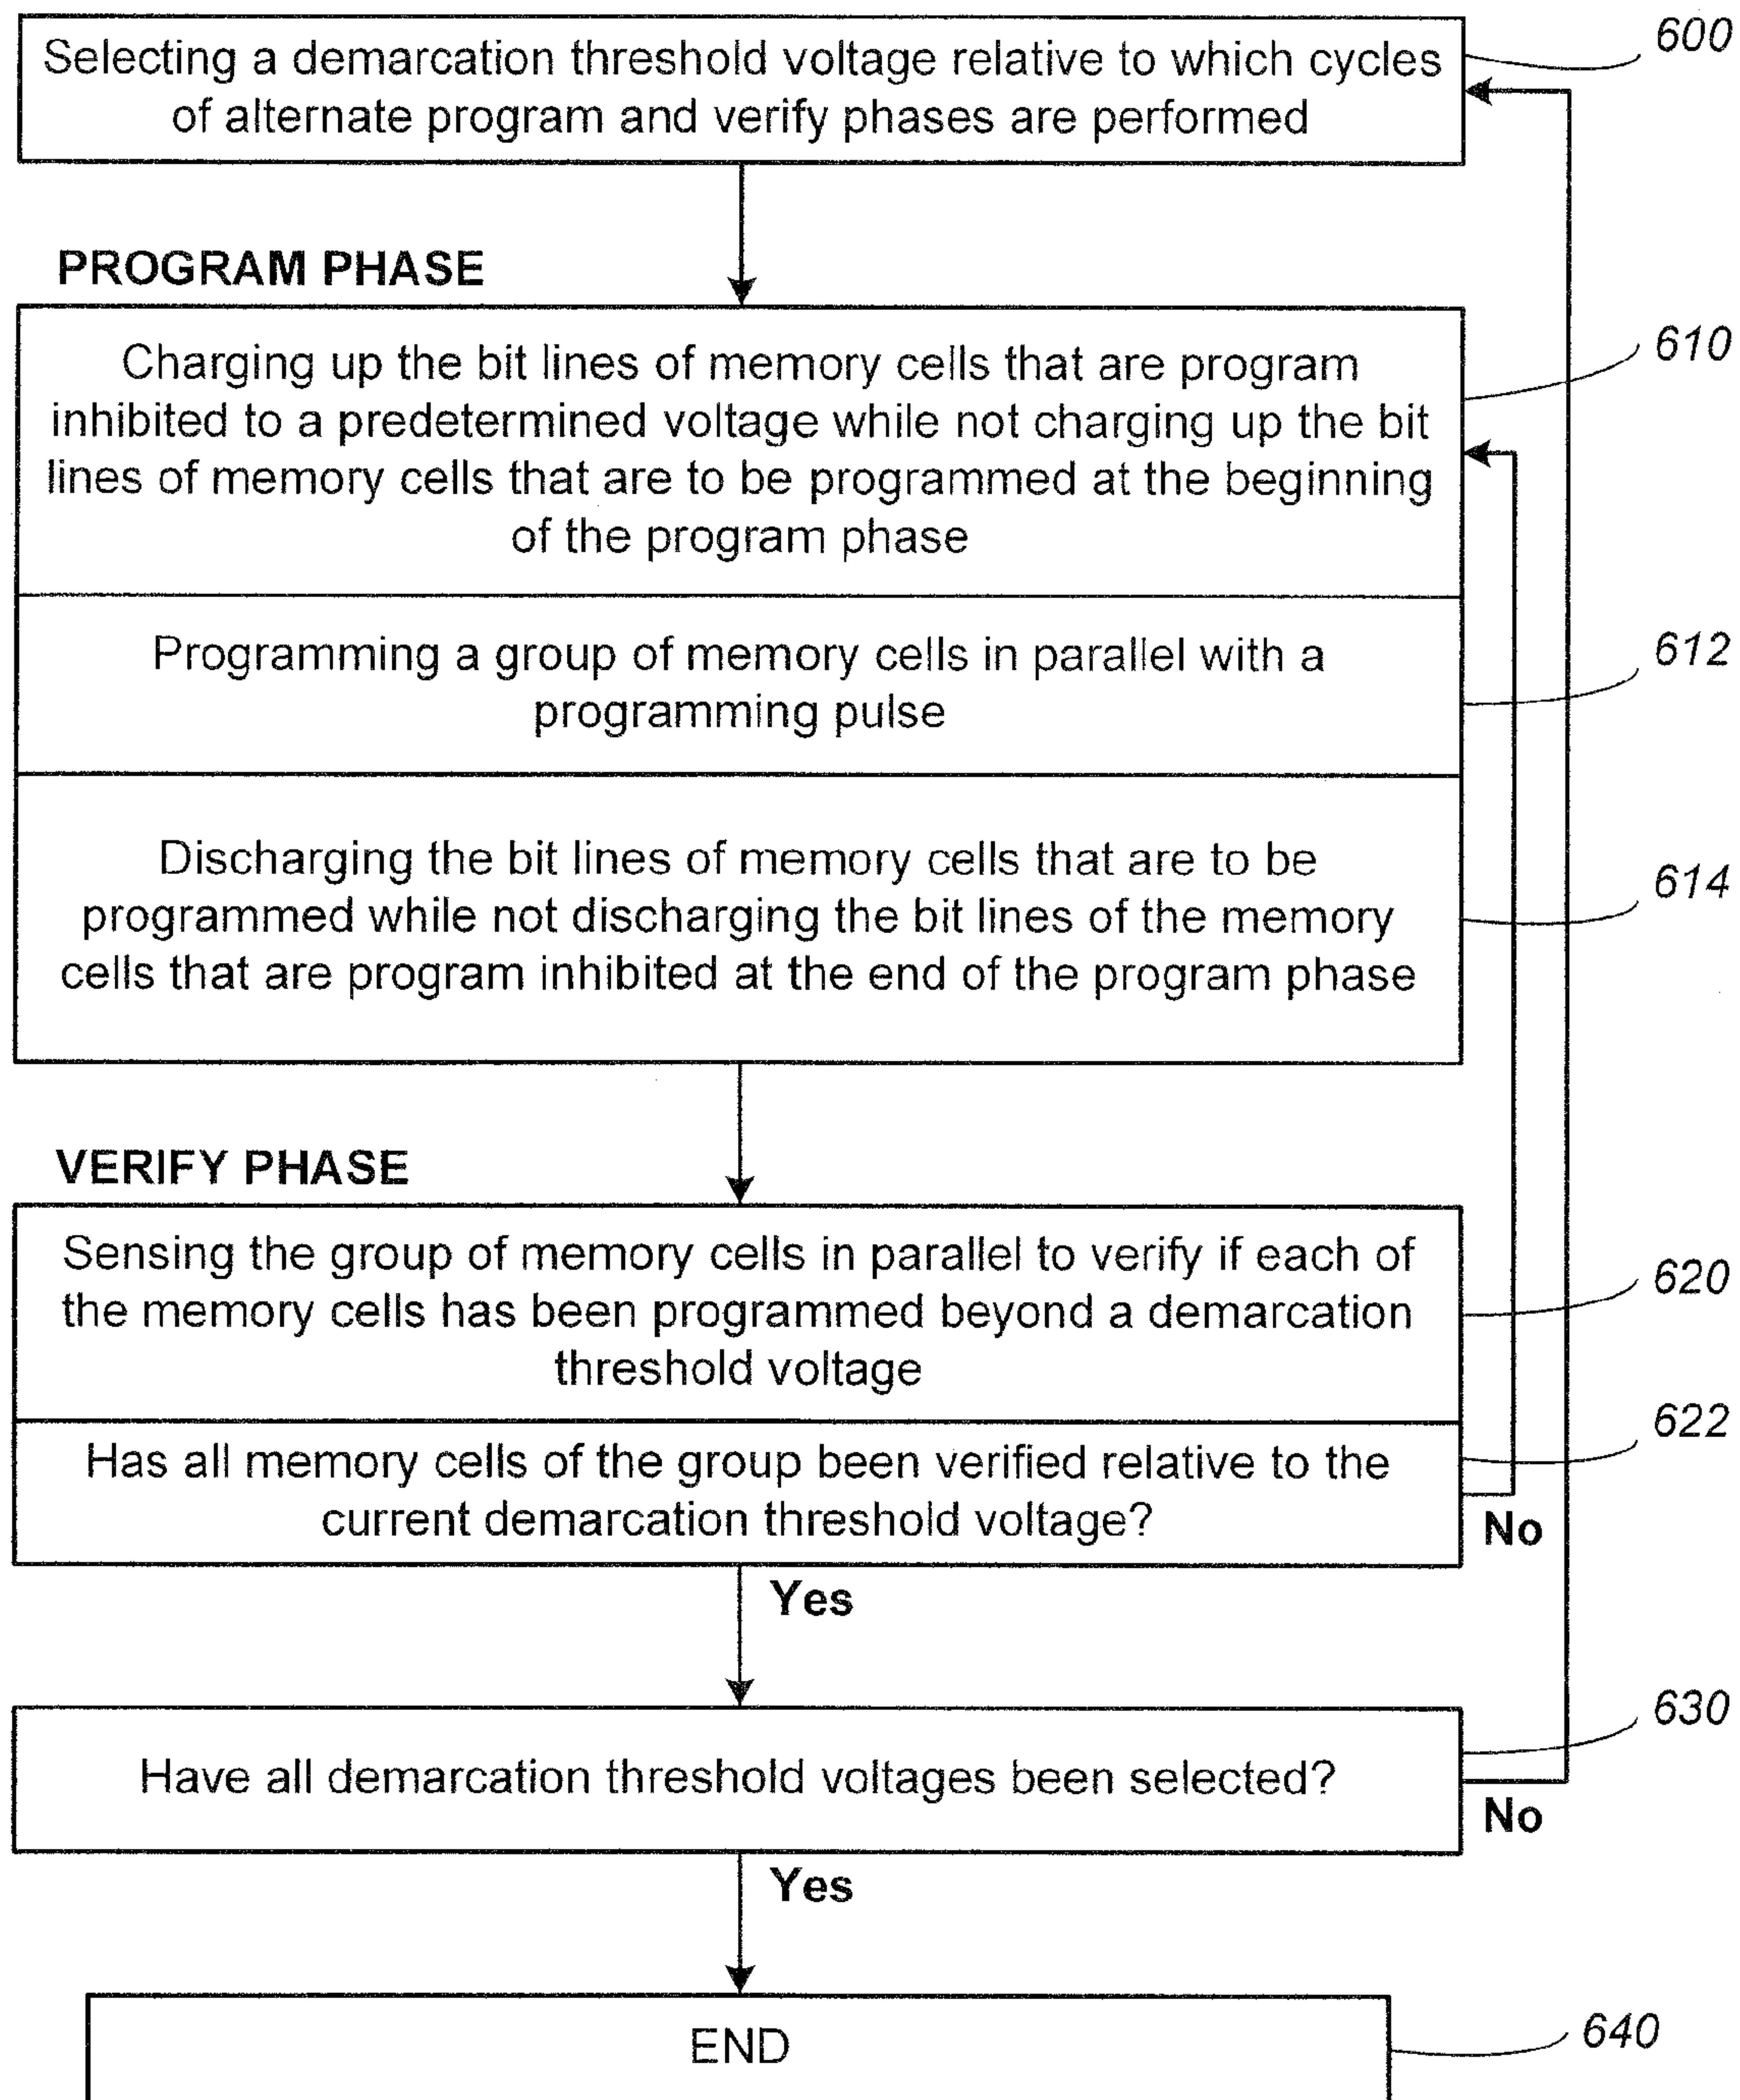 Selecting a demarcation threshold voltage relative to which cycles
of alternate program and verify phases are performed
600
PROGRAM PHASE
Charging up the bit lines of memory cells that are program
inhibited to a predetermined voltage while not charging up the bit
lines of memory cells that are to be programmed at the beginning
of the program phase
610
Programming a group of memory cells in parallel with a
programming pulse
612
Discharging the bit lines of memory cells that are to be
programmed while not discharging the bit lines of the memory
cells that are program inhibited at the end of the program phase
614
VERIFY PHASE
Sensing the group of memory cells in parallel to verify if each of
the memory cells has been programmed beyond a demarcation
threshold voltage
620
Has all memory cells of the group been verified relative to the
current demarcation threshold voltage?
622
No
Yes
Have all demarcation threshold voltages been selected?
630
No
Yes
END
640